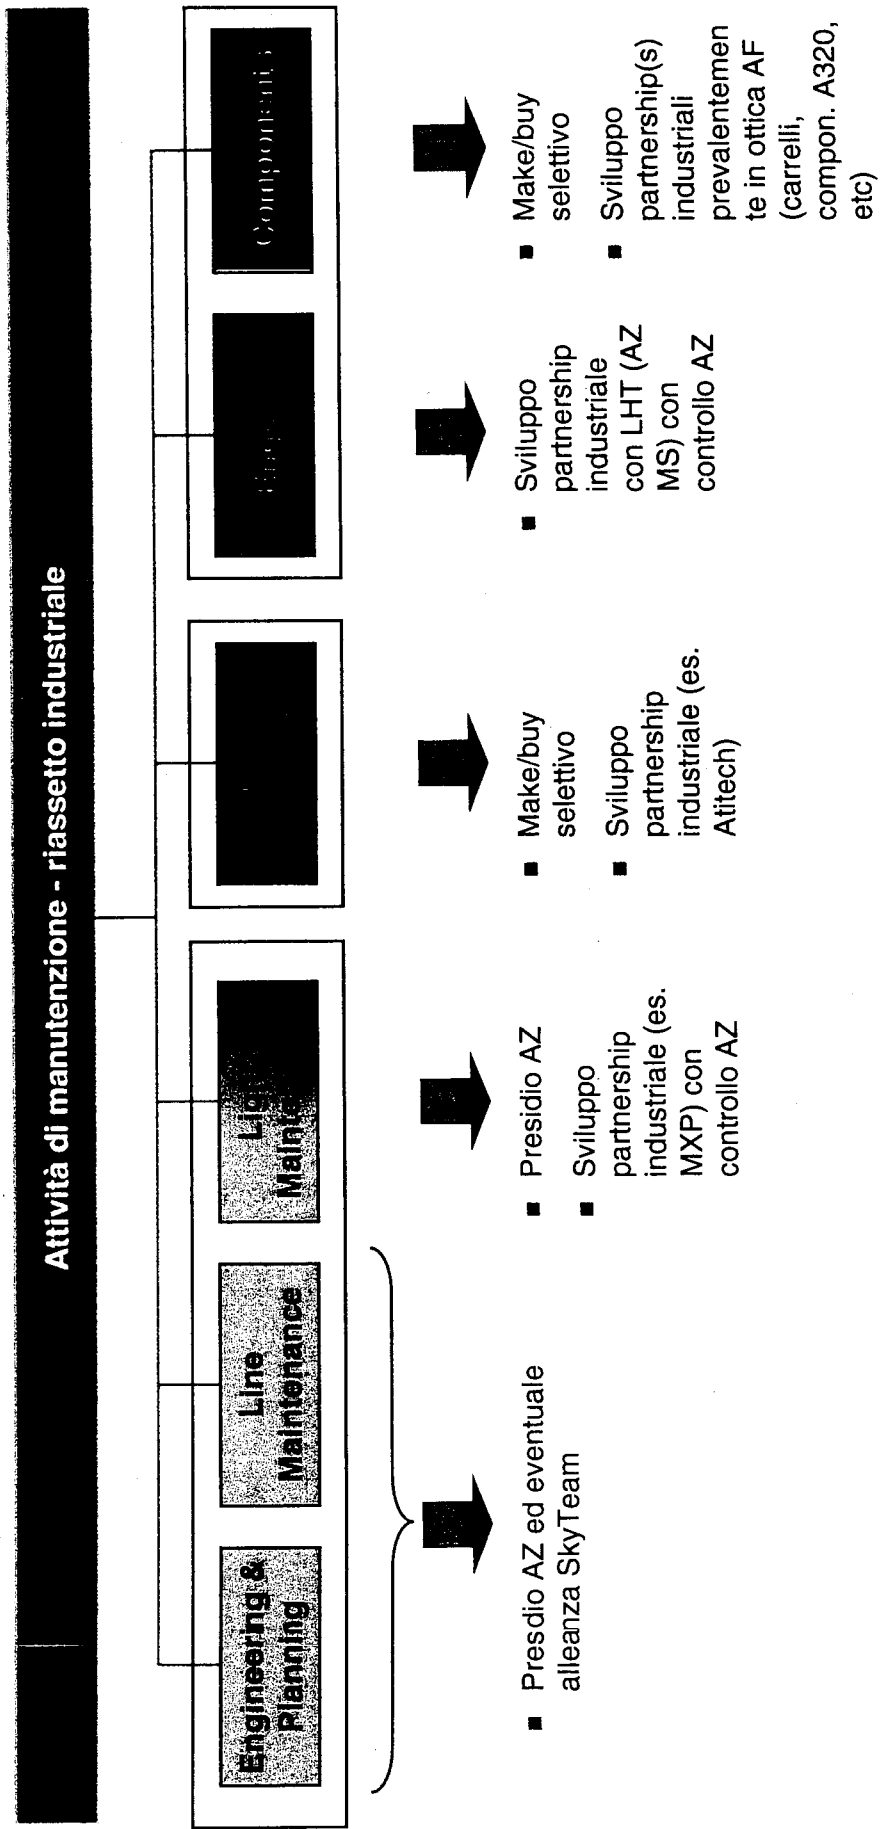 Attività di manutenzione - riassetto industriale
Engineering &
Planning
Line
Maintenance
Components
■ Presdio AZ ed eventuale
alleanza SkyTeam
■ Presidio AZ
■ Sviluppo
partnership
industriale (es.
MXP) con
controllo AZ
■ Make/buy
selettivo
■ Sviluppo
partnership
industriale (es.
Atitech)
■ Sviluppo
partnership
industriale
con LHT (AZ
MS) con
controllo AZ
■ Make/buy
selettivo
■ Sviluppo
partnership(s)
industriali
prevalentemen
te in ottica AF
(carrelli,
compon. A320,
etc)